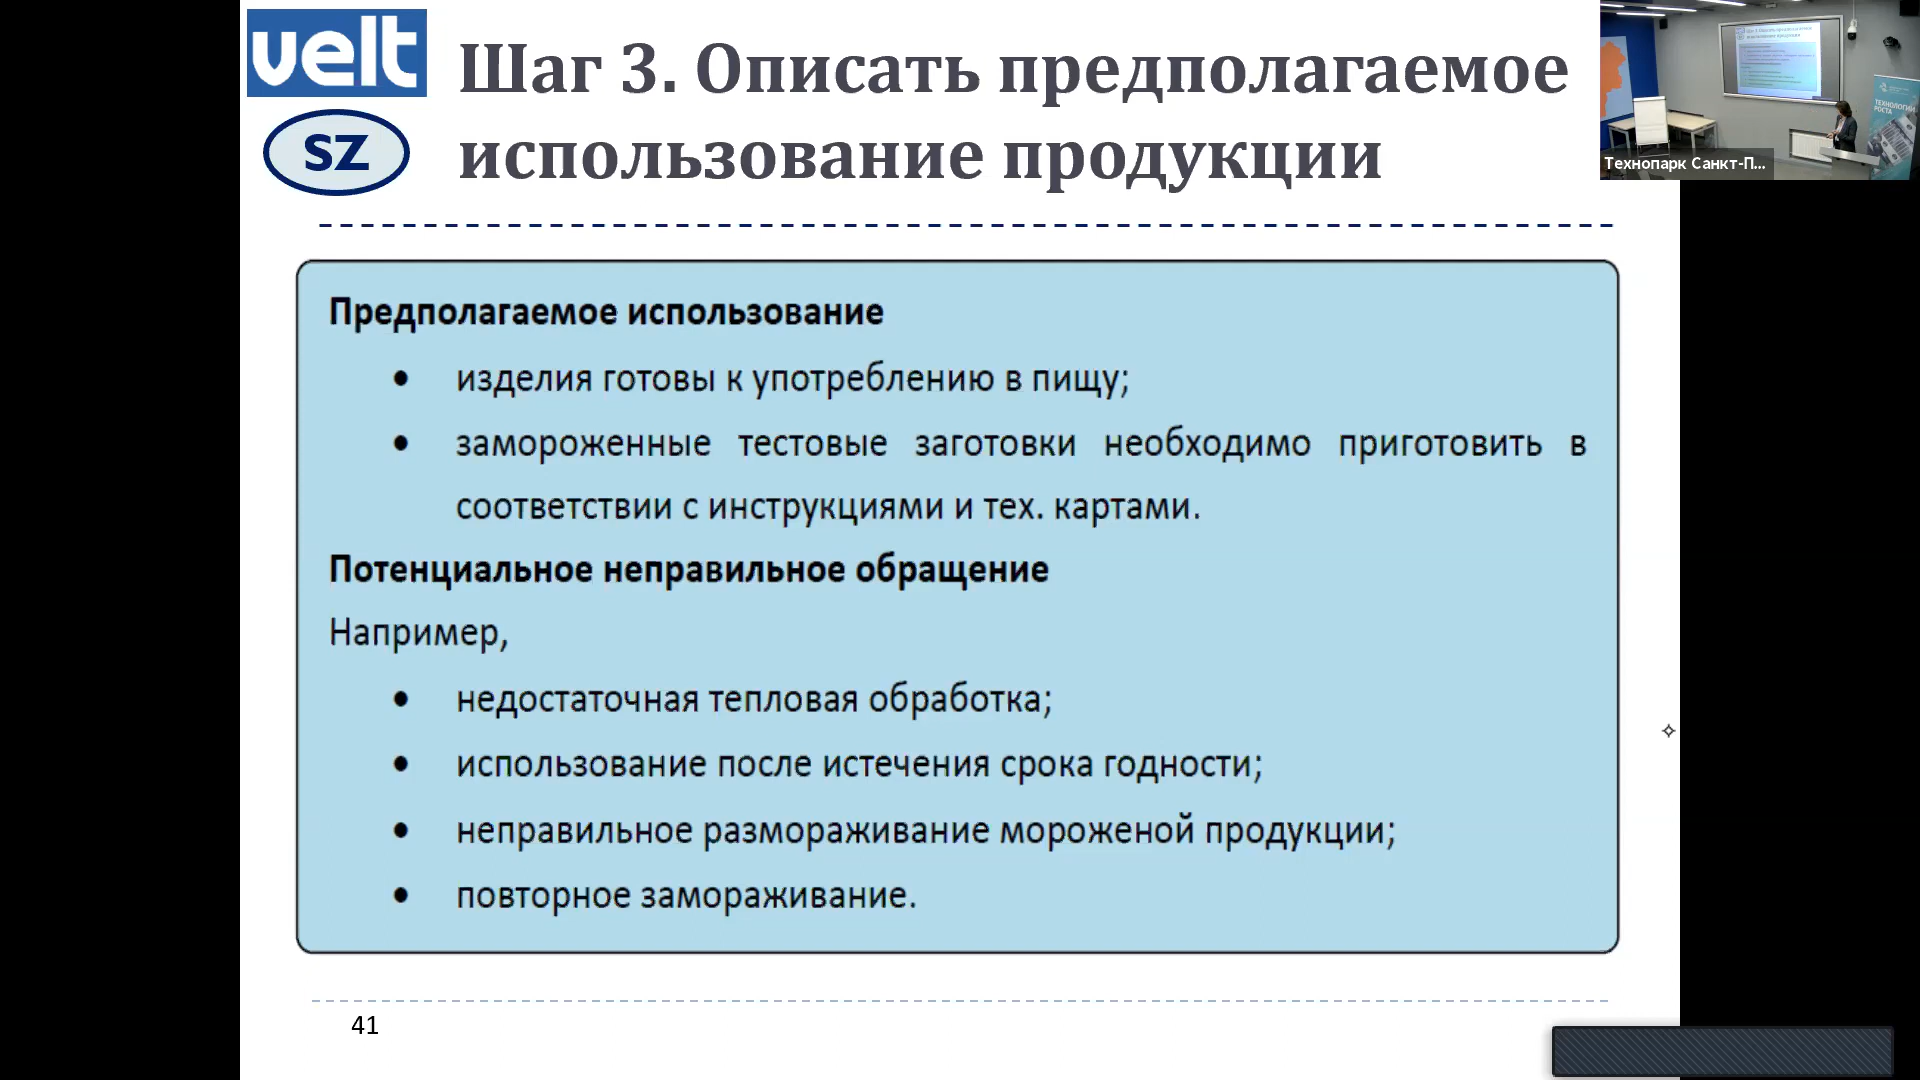 velt
SZ
Шаг 3. Описать предполагаемое
использование продукции
Предполагаемое использование
• изделия готовы к употреблению в пищу;
• замороженные тестовые заготовки необходимо приготовить в
соответствии с инструкциями и тех. картами.
Потенциальное неправильное обращение
Например,
• недостаточная тепловая обработка;
• использование после истечения срока годности;
• неправильное размораживание мороженой продукции;
• повторное замораживание.
41
Технопарк Санкт-П...
ТЕХНОЛОГИИ
РОСТА